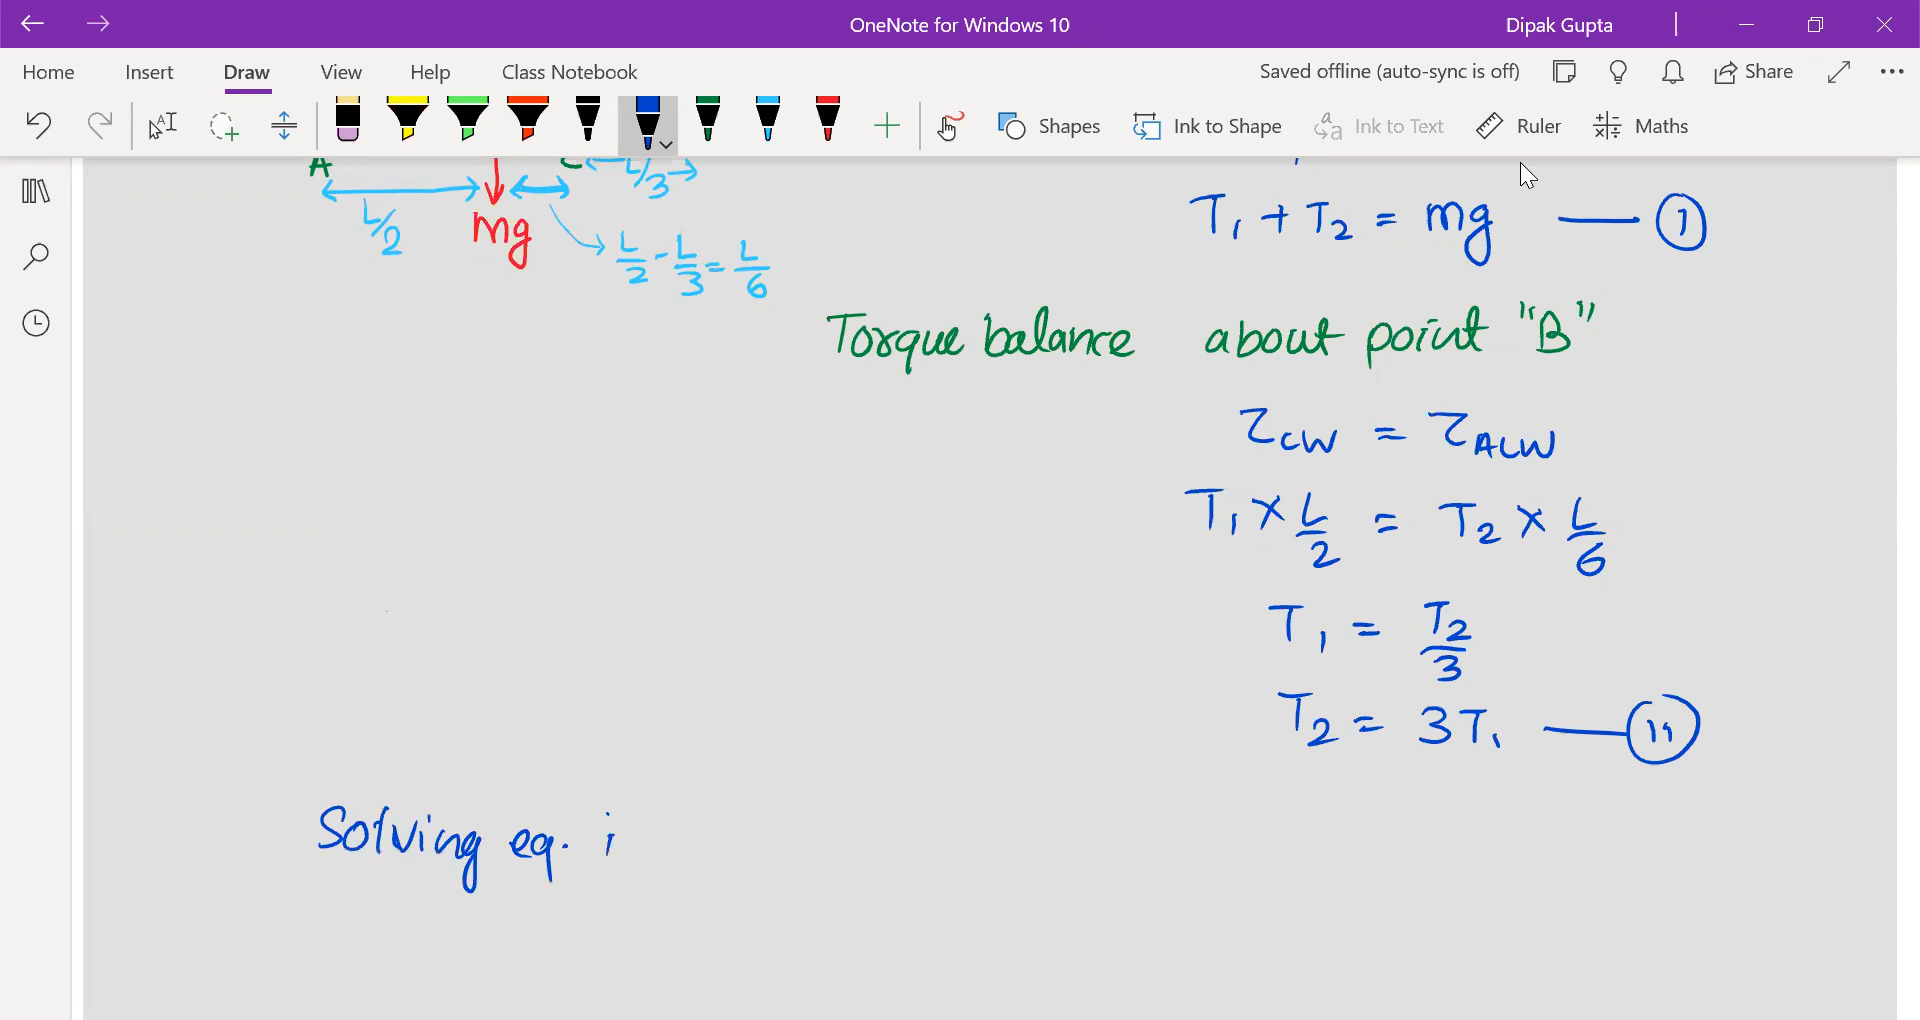 OneNote for Windows 10
Dipak Gupta
Home Insert Draw View Help Class Notebook
Saved offline (auto-sync is off) Share
Shapes Ink to Shape Ink to Text Ruler Maths
A C L/3
L/2 mg L/2 - L/3 = L/6
T₁ + T₂ = mg —— (i)
Torque balance about point "B"
τCW = τACW
T₁ × L/2 = T₂ × L/6
T₁ = T₂/3
T₂ = 3T₁ —— (ii)
Solving eq. i